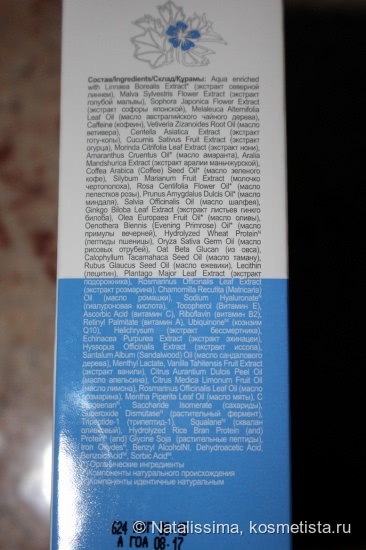 Состав/Ingredients/Склад/Құрамы: Aqua enriched
with Linnaea Borealis Extract* (экстракт северной
линнеи), Malva Sylvestris Flower Extract (экстракт
голубой мальвы), Sophora Japonica Flower Extract
(экстракт софоры японской), Melaleuca Alternifolia
Leaf Oil (масло австралийского чайного дерева),
Caffeine (кофеин), Vetiveria Zizanoides Root Oil (масло
ветивера), Centella Asiatica Extract (экстракт
готу-колы), Cucumis Sativus Fruit Extract (экстракт
огурца), Morinda Citrifolia Leaf Extract (экстракт нони),
Amaranthus Cruentus Oil* (масло амаранта), Aralia
Mandshurica Extract* (экстракт аралии маньчжурской),
Coffea Arabica (Coffee) Seed Oil* (масло зеленого
кофе), Silybum Marianum Fruit Extract (молочко
чертополоха), Rosa Centifolia Flower Oil* (масло
лепестков розы), Prunus Amygdulus Dulcis Oil* (масло
миндаля), Salvia Officinalis Oil (масло шалфея),
Ginkgo Biloba Leaf Extract (экстракт листьев гинкго
билоба), Olea Europaea Fruit Oil* (масло оливы),
Oenothera Biennis (Evening Primrose) Oil* (масло
примулы вечерней), Hydrolyzed Wheat Protein
(пептиды пшеницы), Oryza Sativa Germ Oil (масло
рисовых отрубей), Oat Beta Glucan (из овса),
Calophyllum Tacamahaca Seed Oil (масло таману),
Rubus Glaucus Seed Oil (масло ежевики), Lecithin
(лецитин), Plantago Major Leaf Extract (экстракт
подорожника), Rosmarinus Officinalis Leaf Extract
(экстракт розмарина), Chamomilla Recutita (Matricaria)
Oil (масло ромашки), Sodium Hyaluronate
(гиалуроновая кислота), Tocopherol (витамин Е),
Ascorbic Acid (витамин С), Riboflavin (витамин В2),
Retinyl Palmitate (витамин А), Ubiquinone (коэнзим
Q10), Helichrysum (экстракт бессмертника),
Echinacea Purpurea Extract (экстракт эхинацеи),
Hyssopus Officinalis Extract (экстракт иссопа),
Santalum Album (Sandalwood) Oil (масло сандалового
дерева), Menthyl Lactate, Vanilla Tahitensis Fruit Extract
(экстракт ванили), Citrus Aurantium Dulcis Peel Oil
(масло апельсина), Citrus Medica Limonum Fruit Oil
(масло лимона), Rosmarinus Officinalis Leaf Oil (масло
розмарина), Mentha Piperita Leaf Oil (масло мяты), C
Saccharide Isomerate (сахариды),
Superoxide Dismutase (растительный фермент),
Tripeptide-1 (трипептид-1), Squalane (сквалан
оливковый), Hydrolyzed Rice Bran Protein (and)
Protein (and) Glycine Soja (растительные пептиды),
Iron Oxydes, Benzyl Alcohol, Dehydroacetic Acid,
Benzoic Acid, Sorbic Acid
Органические ингредиенты
Компоненты натурального происхождения
Компоненты идентичные натуральным
624
А ГОА 08-17
© Natalissima, kosmetista.ru